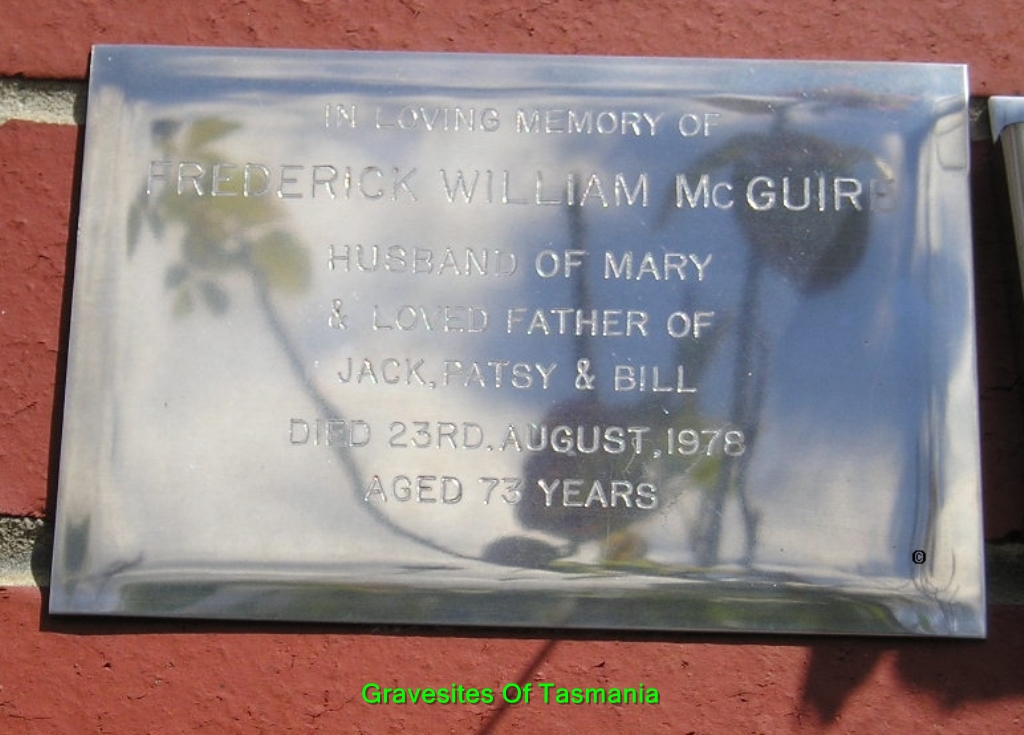 IN LOVING MEMORY OF
FREDERICK WILLIAM McGUIRE
HUSBAND OF MARY
& LOVED FATHER OF
JACK, PATSY & BILL
DIED 23RD. AUGUST, 1978
AGED 73 YEARS
©
Gravesites Of Tasmania